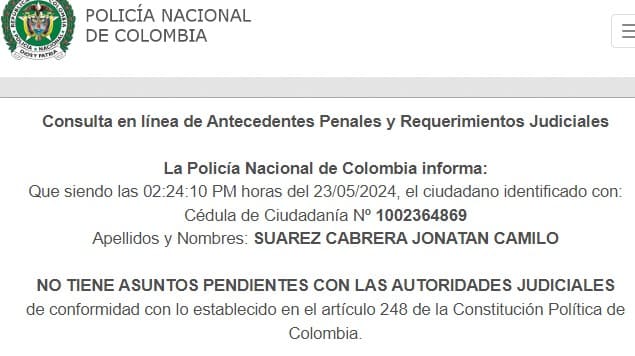 POLICÍA NACIONAL
DE COLOMBIA
Consulta en línea de Antecedentes Penales y Requerimientos Judiciales
La Policía Nacional de Colombia informa:
Que siendo las 02:24:10 PM horas del 23/05/2024, el ciudadano identificado con:
Cédula de Ciudadanía Nº 1002364869
Apellidos y Nombres: SUAREZ CABRERA JONATAN CAMILO
NO TIENE ASUNTOS PENDIENTES CON LAS AUTORIDADES JUDICIALES
de conformidad con lo establecido en el artículo 248 de la Constitución Política de
Colombia.